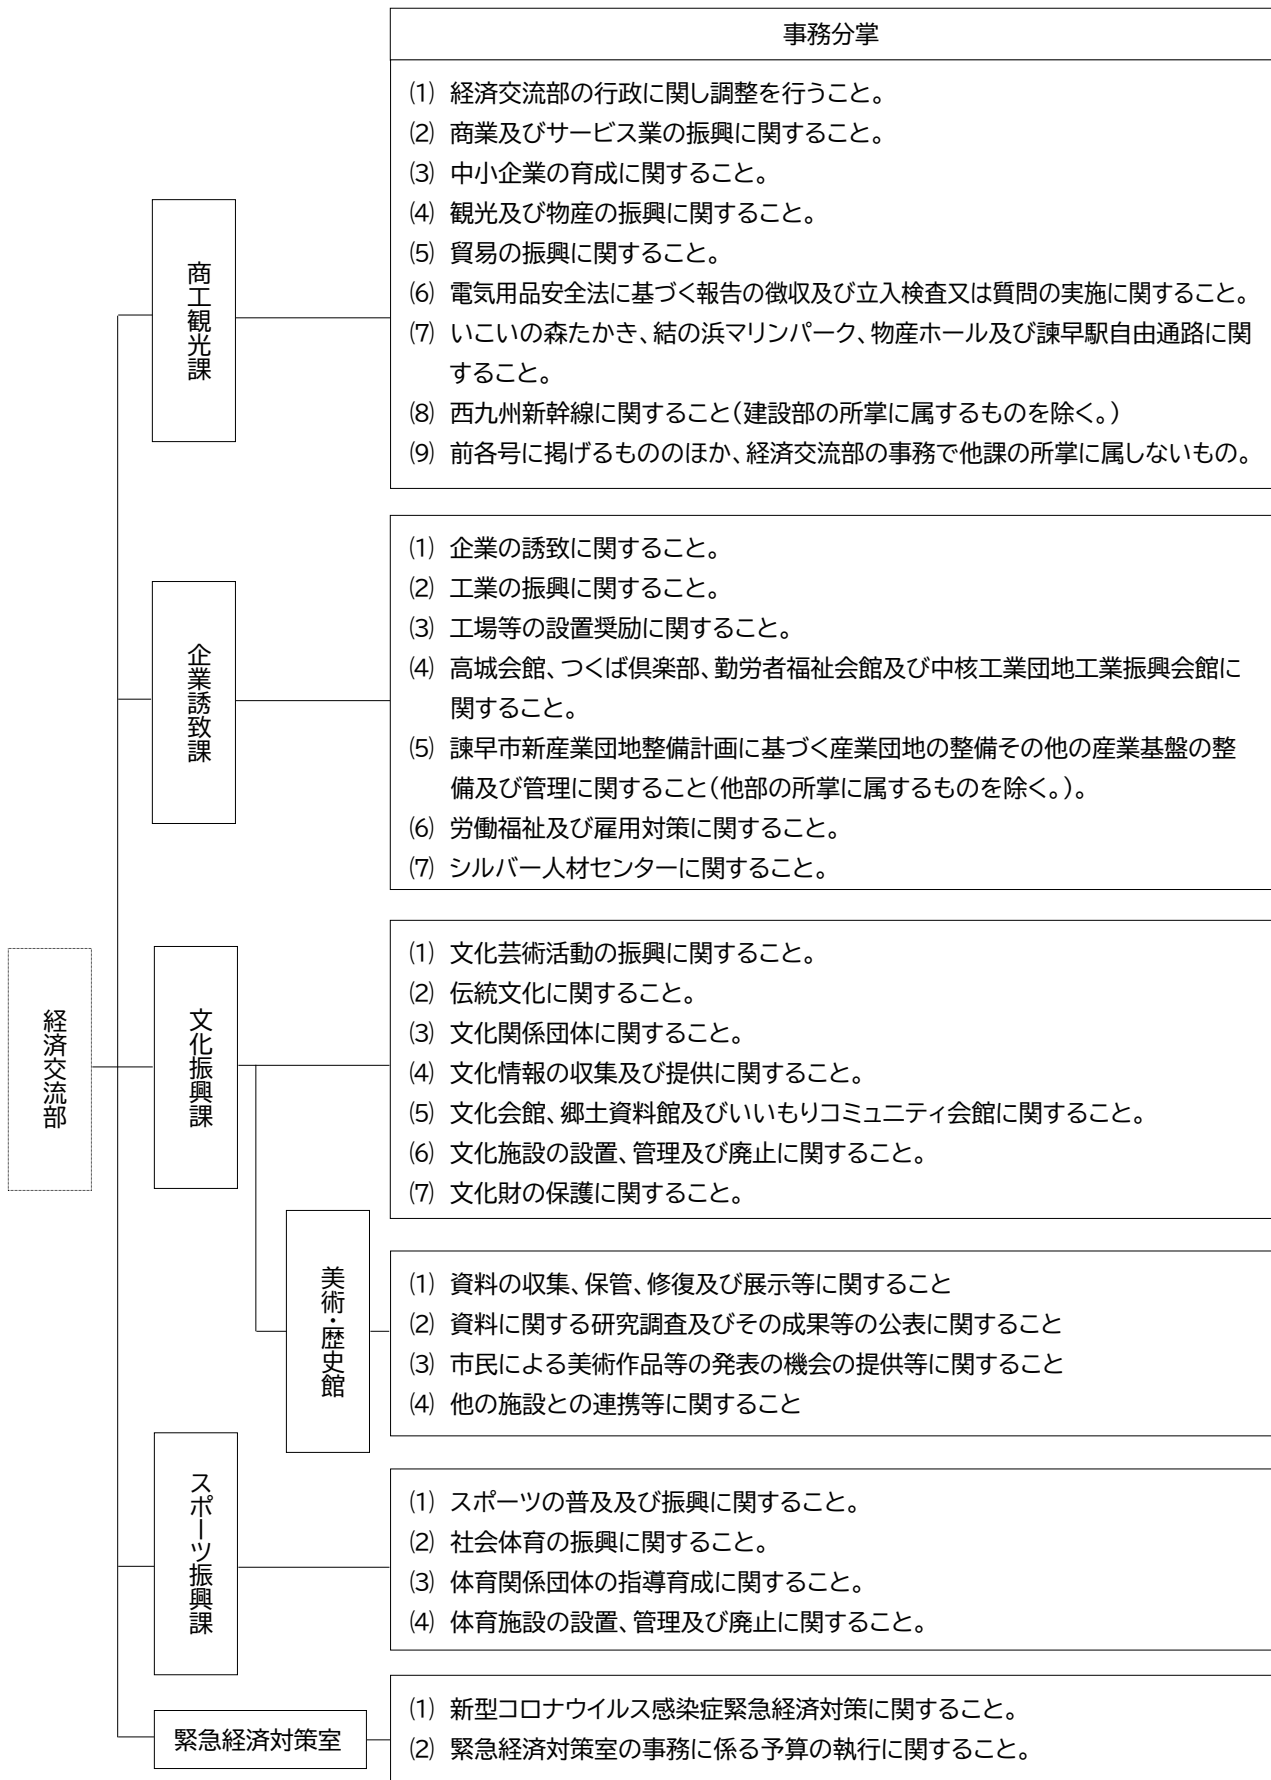 事務分掌
経済交流部
商工観光課
⑴ 経済交流部の行政に関し調整を行うこと。
⑵ 商業及びサービス業の振興に関すること。
⑶ 中小企業の育成に関すること。
⑷ 観光及び物産の振興に関すること。
⑸ 貿易の振興に関すること。
⑹ 電気用品安全法に基づく報告の徴収及び立入検査又は質問の実施に関すること。
⑺ いこいの森たかき、結の浜マリンパーク、物産ホール及び諫早駅自由通路に関
すること。
⑻ 西九州新幹線に関すること(建設部の所掌に属するものを除く。)
⑼ 前各号に掲げるもののほか、経済交流部の事務で他課の所掌に属しないもの。
企業誘致課
⑴ 企業の誘致に関すること。
⑵ 工業の振興に関すること。
⑶ 工場等の設置奨励に関すること。
⑷ 高城会館、つくば倶楽部、勤労者福祉会館及び中核工業団地工業振興会館に
関すること。
⑸ 諫早市新産業団地整備計画に基づく産業団地の整備その他の産業基盤の整
備及び管理に関すること(他部の所掌に属するものを除く。)。
⑹ 労働福祉及び雇用対策に関すること。
⑺ シルバー人材センターに関すること。
文化振興課
⑴ 文化芸術活動の振興に関すること。
⑵ 伝統文化に関すること。
⑶ 文化関係団体に関すること。
⑷ 文化情報の収集及び提供に関すること。
⑸ 文化会館、郷土資料館及びいいもりコミュニティ会館に関すること。
⑹ 文化施設の設置、管理及び廃止に関すること。
⑺ 文化財の保護に関すること。
美術・歴史館
⑴ 資料の収集、保管、修復及び展示等に関すること
⑵ 資料に関する研究調査及びその成果等の公表に関すること
⑶ 市民による美術作品等の発表の機会の提供等に関すること
⑷ 他の施設との連携等に関すること
スポーツ振興課
⑴ スポーツの普及及び振興に関すること。
⑵ 社会体育の振興に関すること。
⑶ 体育関係団体の指導育成に関すること。
⑷ 体育施設の設置、管理及び廃止に関すること。
緊急経済対策室
⑴ 新型コロナウイルス感染症緊急経済対策に関すること。
⑵ 緊急経済対策室の事務に係る予算の執行に関すること。